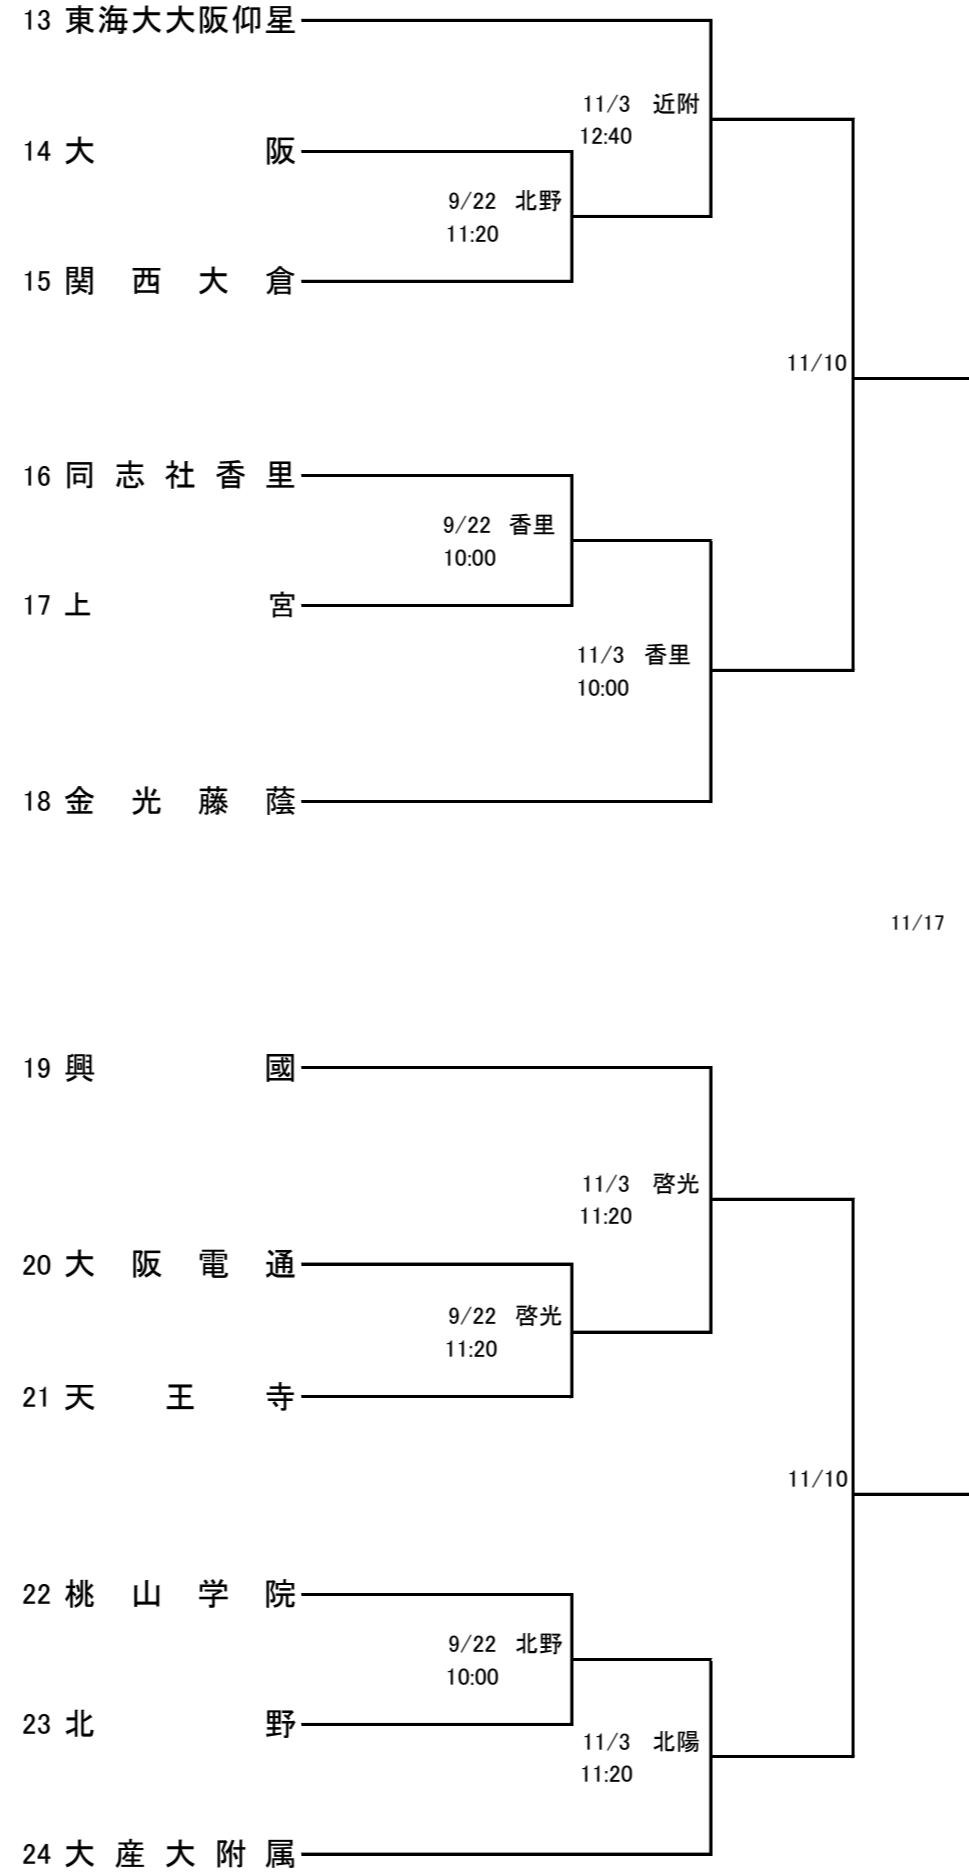 13 東海大大阪仰星
11/3 近附
12:40
14 大阪
9/22 北野
11:20
15 関西大倉
11/10
16 同志社香里
9/22 香里
10:00
17 上宮
11/3 香里
10:00
18 金光藤蔭
11/17
19 興國
11/3 啓光
11:20
20 大阪電通
9/22 啓光
11:20
21 天王寺
11/10
22 桃山学院
9/22 北野
10:00
23 北野
11/3 北陽
11:20
24 大産大附属